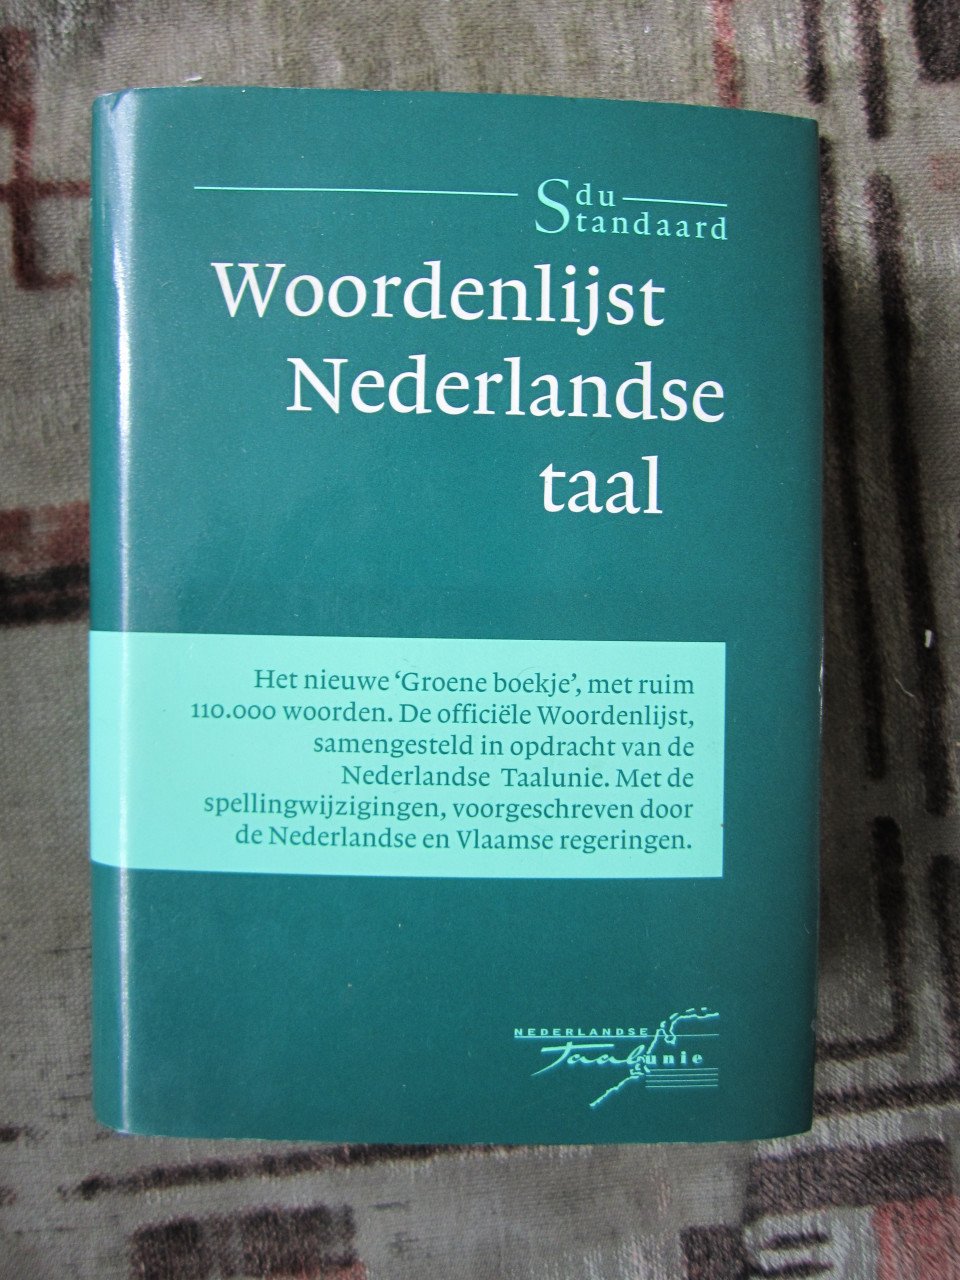 Sdu
Standaard
Woordenlijst
Nederlandse
taal
Het nieuwe ‘Groene boekje’, met ruim
110.000 woorden. De officiële Woordenlijst,
samengesteld in opdracht van de
Nederlandse Taalunie. Met de
spellingwijzigingen, voorgeschreven door
de Nederlandse en Vlaamse regeringen.
NEDERLANDSE
Taalunie